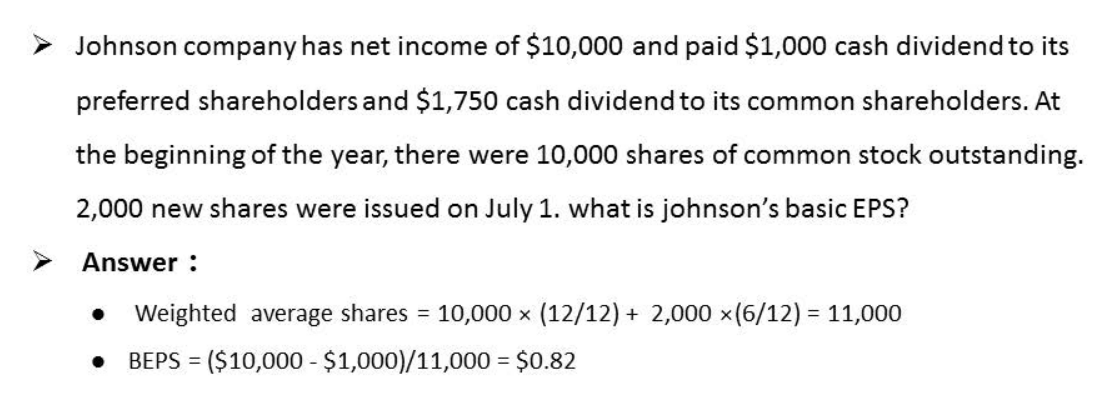 ➤ Johnson company has net income of $10,000 and paid $1,000 cash dividend to its
preferred shareholders and $1,750 cash dividend to its common shareholders. At
the beginning of the year, there were 10,000 shares of common stock outstanding.
2,000 new shares were issued on July 1. what is johnson's basic EPS?
➤ Answer：
● Weighted average shares = 10,000 × (12/12) + 2,000 ×(6/12) = 11,000
● BEPS = ($10,000 - $1,000)/11,000 = $0.82